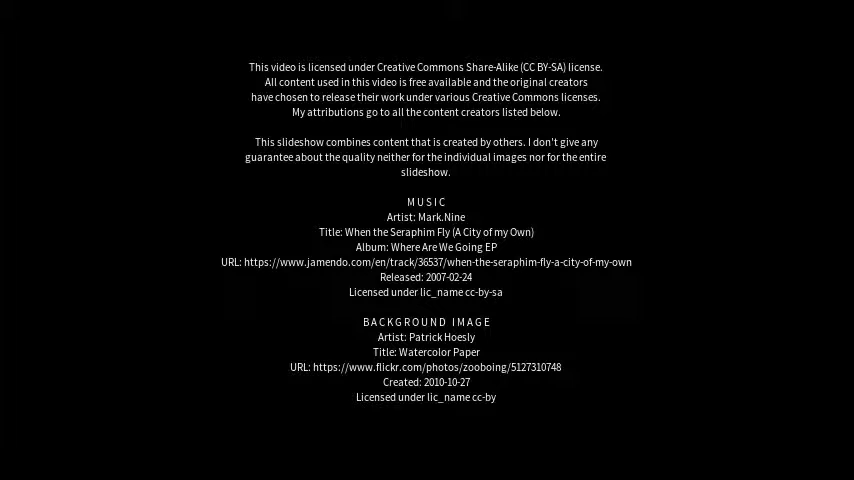 This video is licensed under Creative Commons Share-Alike (CC BY-SA) license.
All content used in this video is free available and the original creators
have chosen to release their work under various Creative Commons licenses.
My attributions go to all the content creators listed below.
This slideshow combines content that is created by others. I don't give any
guarantee about the quality neither for the individual images nor for the entire
slideshow.
MUSIC
Artist: Mark.Nine
Title: When the Seraphim Fly (A City of my Own)
Album: Where Are We Going EP
URL: https://www.jamendo.com/en/track/36537/when-the-seraphim-fly-a-city-of-my-own
Released: 2007-02-24
Licensed under lic_name cc-by-sa
BACKGROUND IMAGE
Artist: Patrick Hoesly
Title: Watercolor Paper
URL: https://www.flickr.com/photos/zooboing/5127310748
Created: 2010-10-27
Licensed under lic_name cc-by